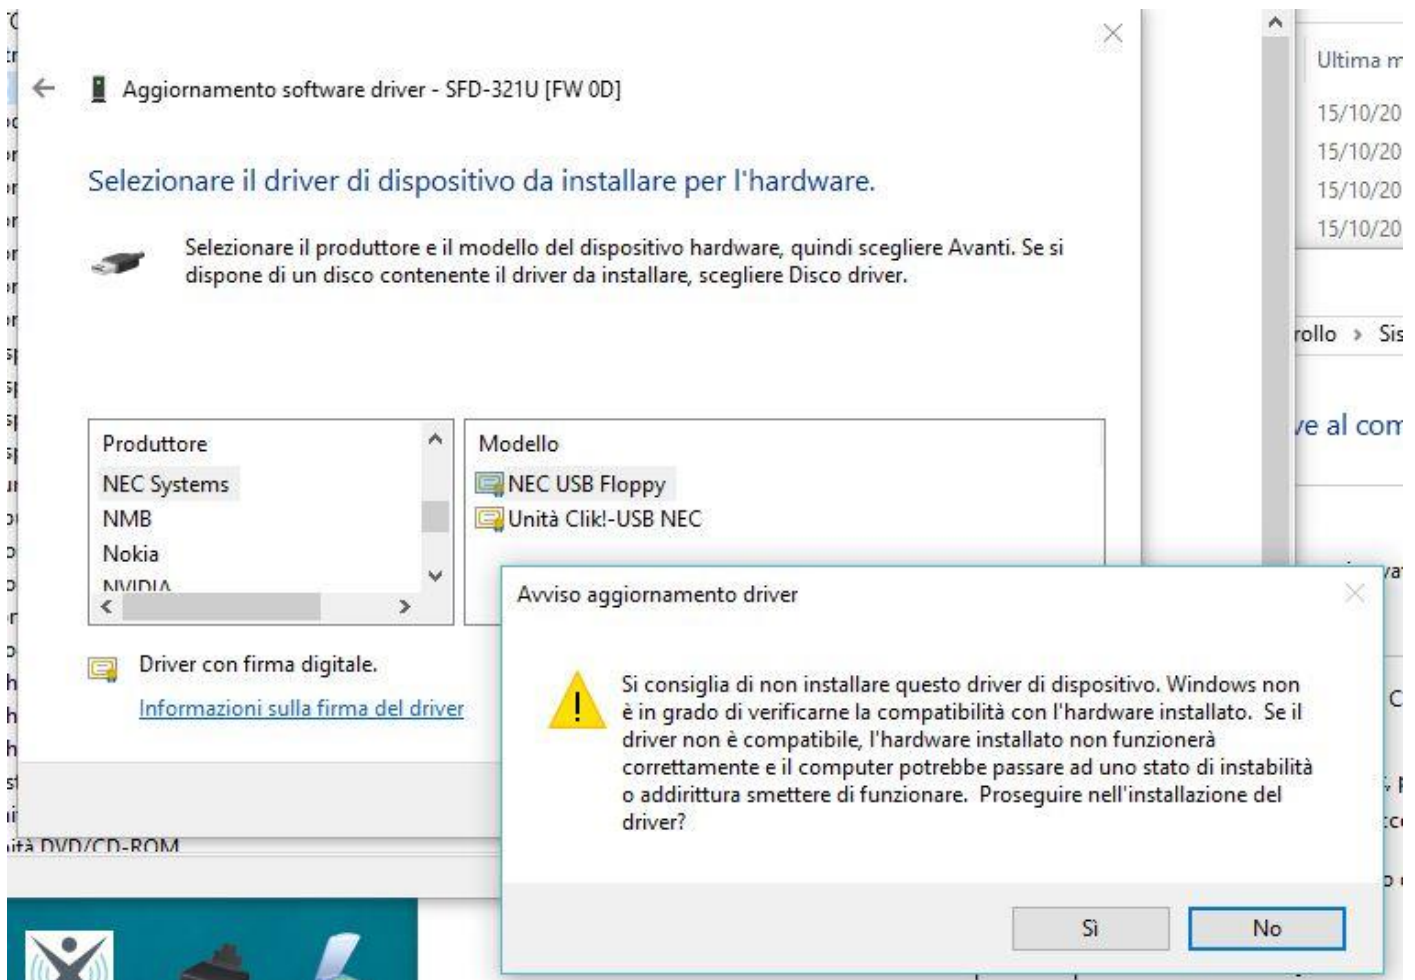 Aggiornamento software driver - SFD-321U [FW 0D]
Selezionare il driver di dispositivo da installare per l'hardware.
Selezionare il produttore e il modello del dispositivo hardware, quindi scegliere Avanti. Se si
dispone di un disco contenente il driver da installare, scegliere Disco driver.
Produttore
NEC Systems
NMB
Nokia
NVIDIA
Modello
NEC USB Floppy
Unità Clik!-USB NEC
Driver con firma digitale.
Informazioni sulla firma del driver
Avviso aggiornamento driver
Si consiglia di non installare questo driver di dispositivo. Windows non
è in grado di verificarne la compatibilità con l'hardware installato. Se il
driver non è compatibile, l'hardware installato non funzionerà
correttamente e il computer potrebbe passare ad uno stato di instabilità
o addirittura smettere di funzionare. Proseguire nell'installazione del
driver?
Sì
No
Ultima m
15/10/20
15/10/20
15/10/20
15/10/20
rollo > Sis
ve al com
ità DVD/CD-ROM